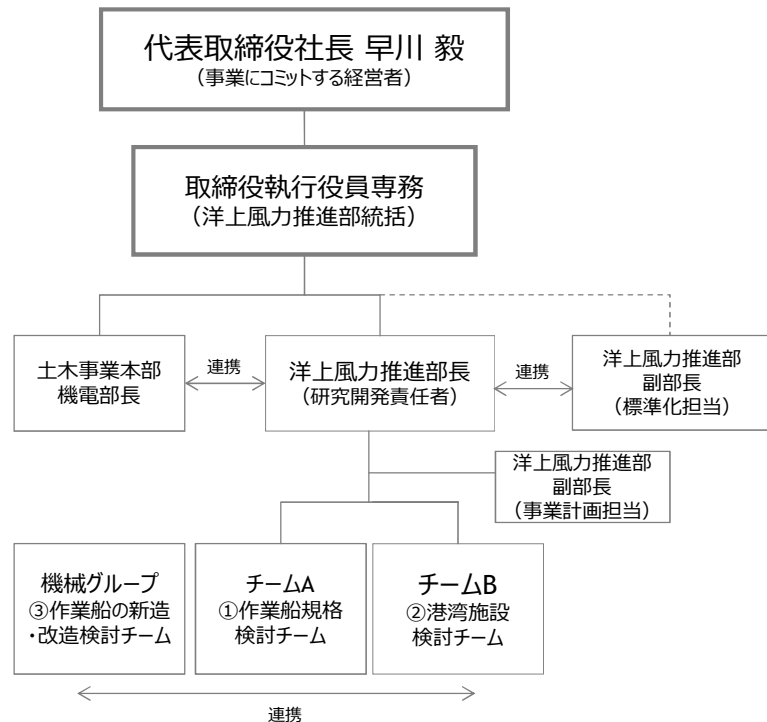 代表取締役社長 早川 毅
（事業にコミットする経営者）
取締役執行役員専務
（洋上風力推進部統括）
土木事業本部
機電部長
連携
洋上風力推進部長
（研究開発責任者）
連携
洋上風力推進部
副部長
（標準化担当）
洋上風力推進部
副部長
（事業計画担当）
機械グループ
③作業船の新造
・改造検討チーム
チームA
①作業船規格
検討チーム
チームB
②港湾施設
検討チーム
連携